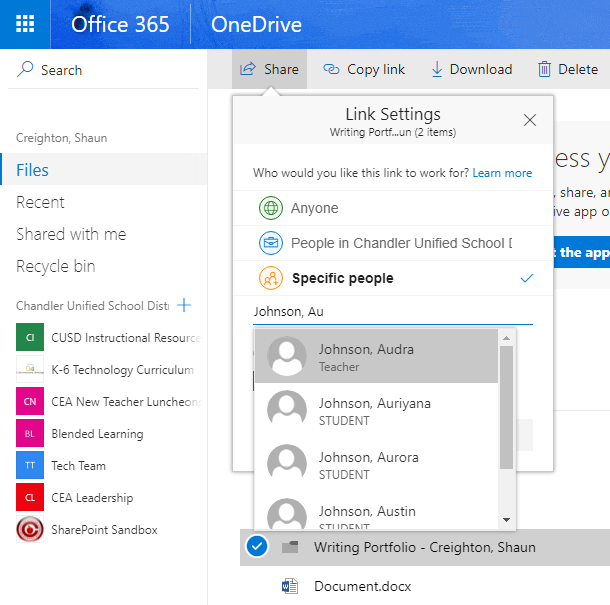 Office 365
OneDrive
Search
Share
Copy link
Download
Delete
Creighton, Shaun
Files
Recent
Shared with me
Recycle bin
Chandler Unified School Distr
CI
CUSD Instructional Resource
K-6 Technology Curriculum
CN
CEA New Teacher Luncheons
BL
Blended Learning
TT
Tech Team
CL
CEA Leadership
SharePoint Sandbox
Link Settings
Writing Portf...un (2 items)
Who would you like this link to work for? Learn more
Anyone
People in Chandler Unified School D
Specific people
Johnson, Au
Johnson, Audra
Teacher
Johnson, Auriyana
STUDENT
Johnson, Aurora
STUDENT
Johnson, Austin
STUDENT
ess y
, share, an
ive app o
t the app
Writing Portfolio - Creighton, Shaun
Document.docx